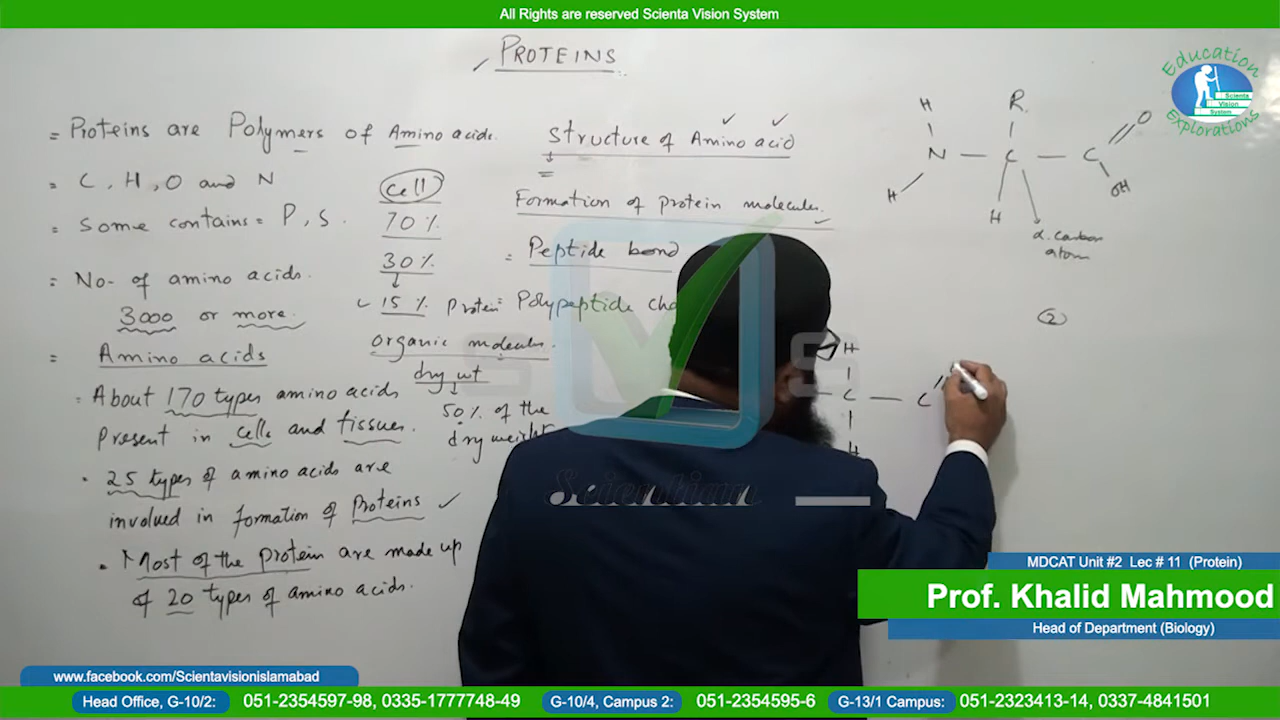 All Rights are reserved Scienta Vision System
PROTEINS
Education
Scienta
Vision
System
Explorations
= Proteins are Polymers of Amino acids.
= C, H, O and N
= Some contains = P, S.
= No- of amino acids.
3000 or more.
= Amino acids
- About 170 types amino acids
present in cells and tissues.
• 25 types of amino acids are
involved in formation of Proteins ✓
• Most of the protein are made up
of 20 types of amino acids.
Cell
70 %
30 %
15 % protein
organic molecules.
dry wt
50 % of the
dry weight
Structure of Amino acid
Formation of protein molecules.
= Peptide bond
= Polypeptide
H R O
N — C — C
H H OH
α. carbon
atom
2
H
C — C
H
S S
Scientian
MDCAT Unit #2 Lec # 11 (Protein)
Prof. Khalid Mahmood
Head of Department (Biology)
www.facebook.com/Scientavisionislamabad
Head Office, G-10/2: 051-2354597-98, 0335-1777748-49 G-10/4, Campus 2: 051-2354595-6 G-13/1 Campus: 051-2323413-14, 0337-4841501